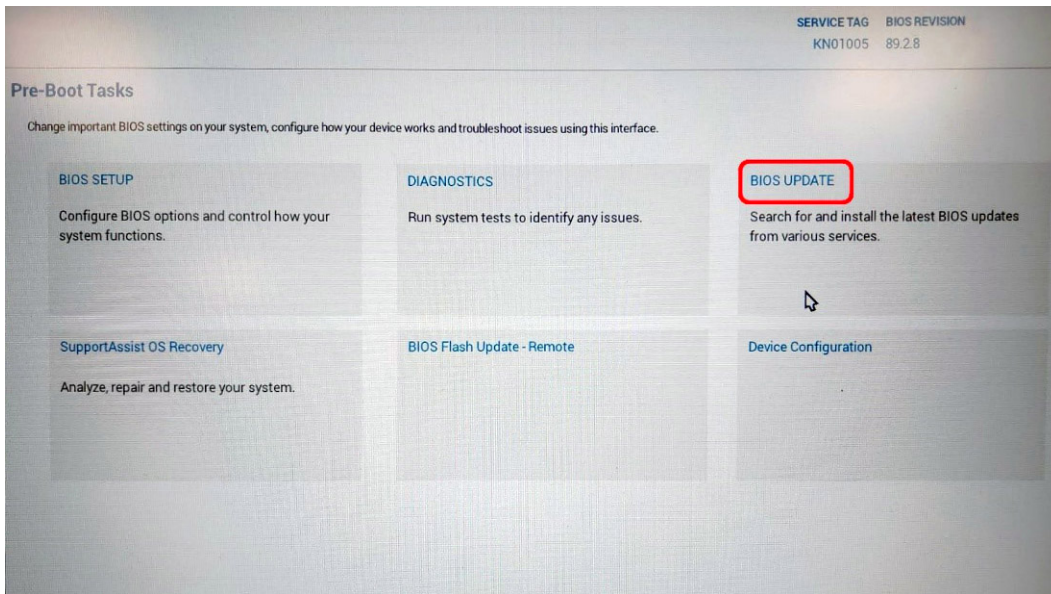 SERVICE TAG BIOS REVISION
KN01005 89.2.8
Pre-Boot Tasks
Change important BIOS settings on your system, configure how your device works and troubleshoot issues using this interface.
BIOS SETUP
Configure BIOS options and control how your
system functions.
DIAGNOSTICS
Run system tests to identify any issues.
BIOS UPDATE
Search for and install the latest BIOS updates
from various services.
SupportAssist OS Recovery
Analyze, repair and restore your system.
BIOS Flash Update - Remote
Device Configuration